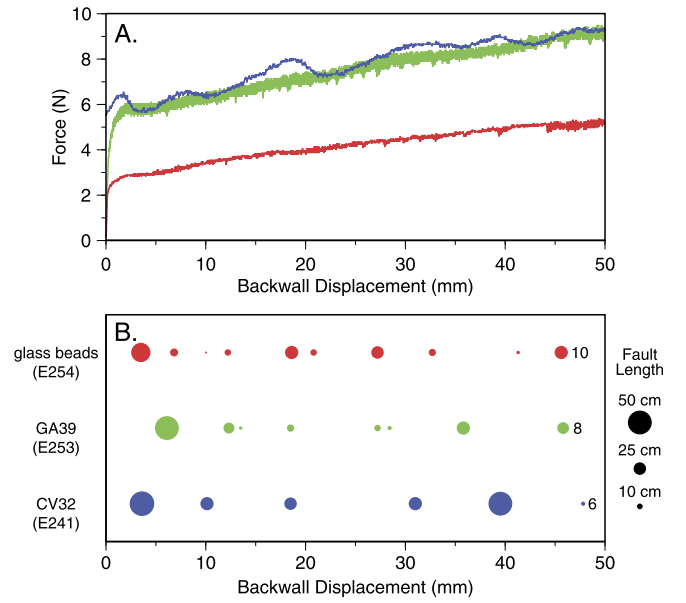 A.
10
8
6
4
2
0
Force (N)
0 10 20 30 40 50
Backwall Displacement (mm)
B.
glass beads
(E254)
10
GA39
(E253)
8
CV32
(E241)
6
Fault
Length
50 cm
25 cm
10 cm
0 10 20 30 40 50
Backwall Displacement (mm)